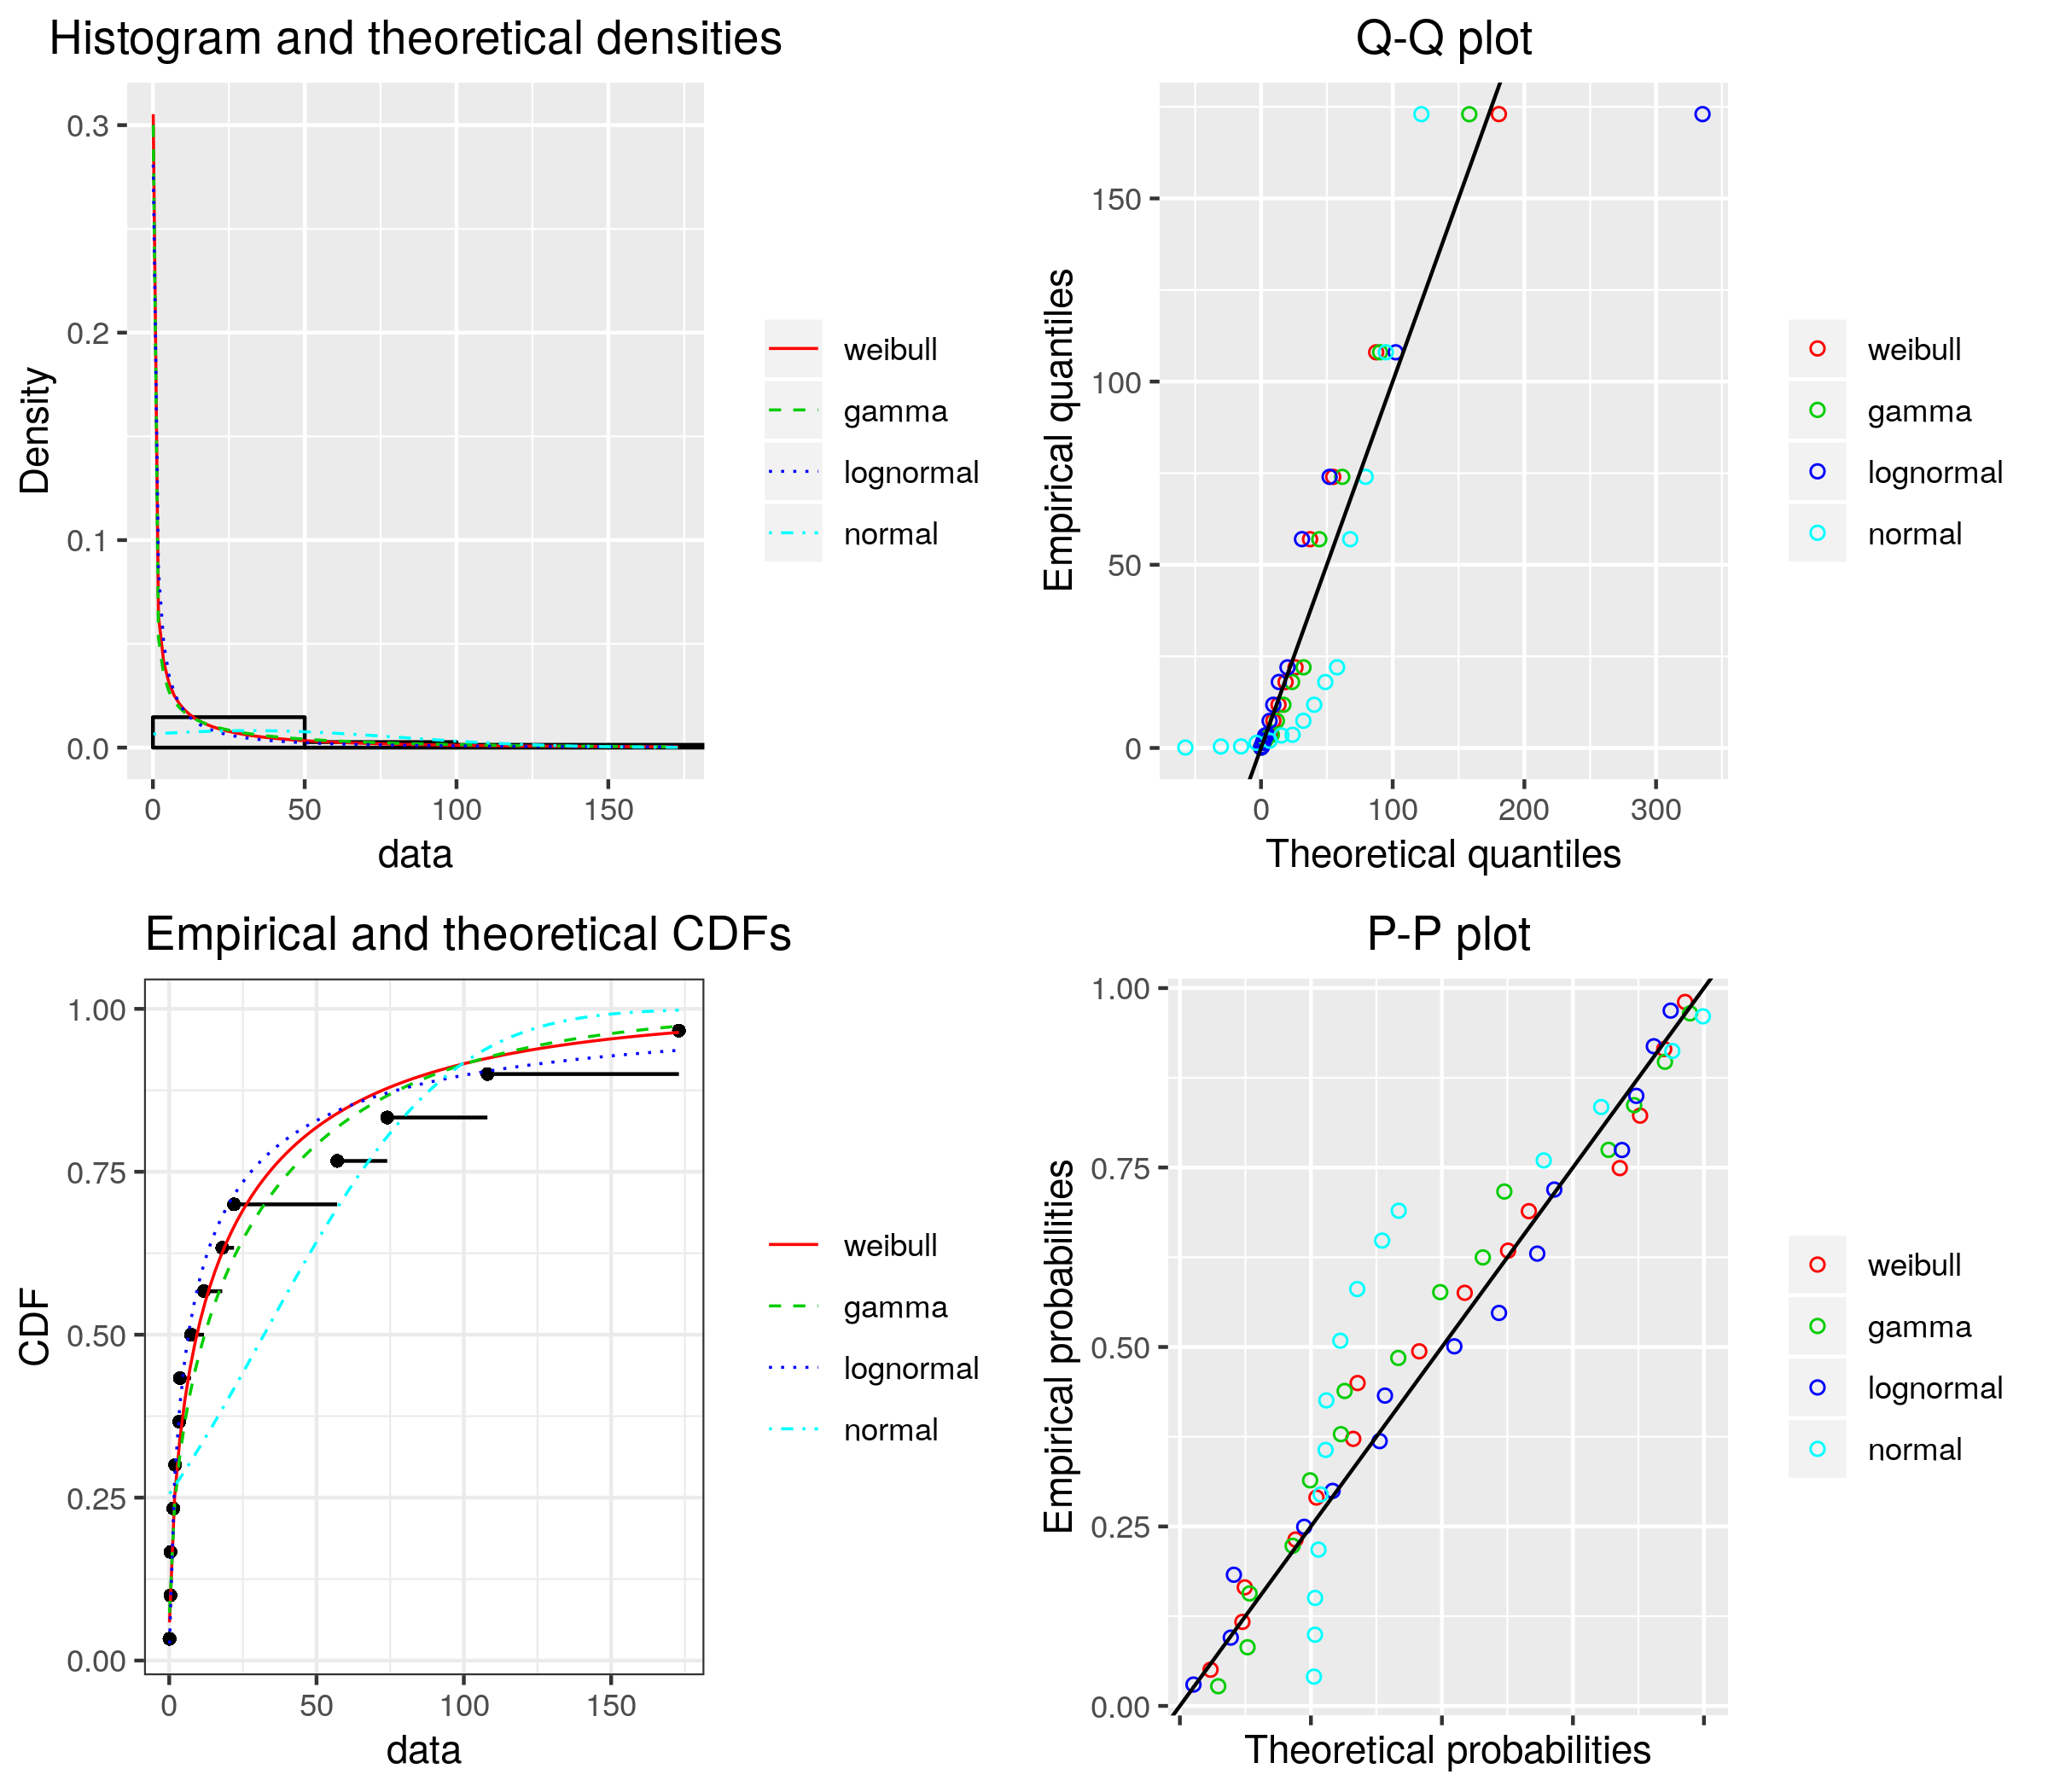 Histogram and theoretical densities
Density
0.3
0.2
0.1
0.0
0 50 100 150
data
weibull
gamma
lognormal
normal
Q-Q plot
Empirical quantiles
150
100
50
0
0 100 200 300
Theoretical quantiles
weibull
gamma
lognormal
normal
Empirical and theoretical CDFs
CDF
1.00
0.75
0.50
0.25
0.00
0 50 100 150
data
weibull
gamma
lognormal
normal
P-P plot
Empirical probabilities
1.00
0.75
0.50
0.25
0.00
Theoretical probabilities
weibull
gamma
lognormal
normal